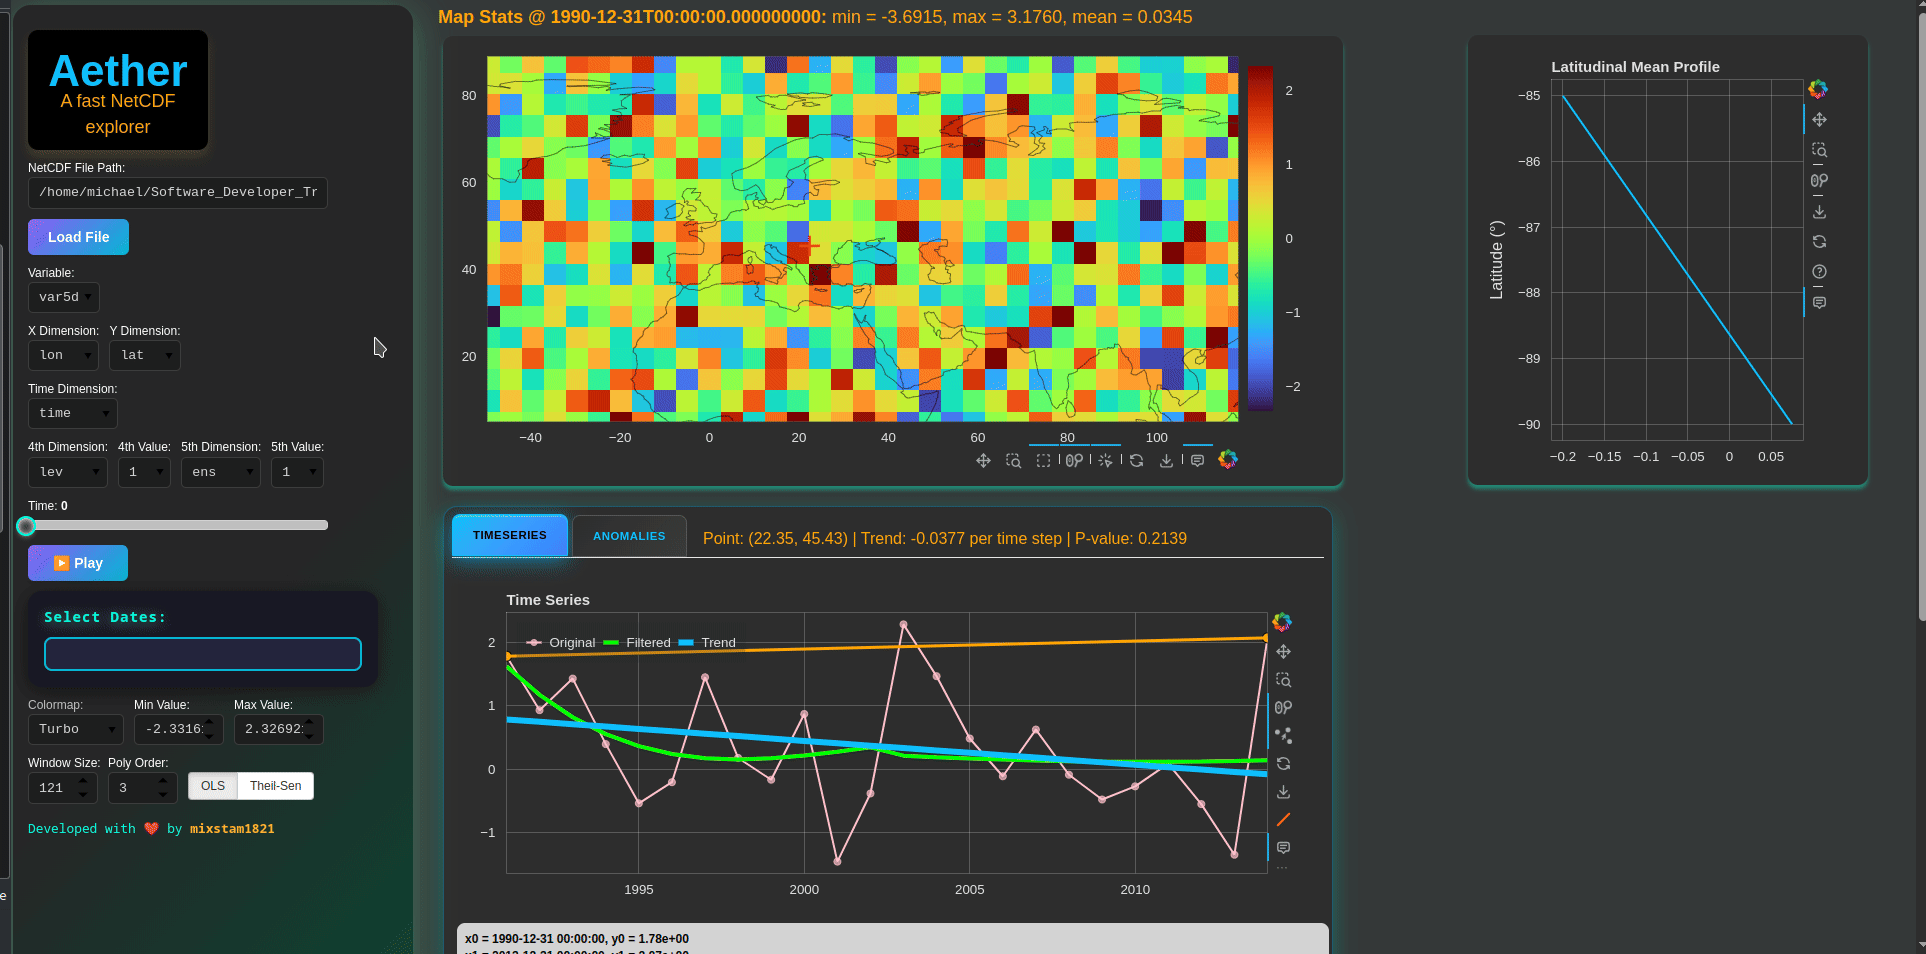 Aether
A fast NetCDF
explorer
NetCDF File Path:
/home/michael/Software_Developer_Tr
Load File
Variable:
var5d
X Dimension: Y Dimension:
lon lat
Time Dimension:
time
4th Dimension: 4th Value: 5th Dimension: 5th Value:
lev 1 ens 1
Time: 0
Play
Select Dates:
Colormap: Min Value: Max Value:
Turbo -2.3316 2.32692
Window Size: Poly Order:
121 3 OLS Theil-Sen
Developed with ❤️ by mixstam1821
Map Stats @ 1990-12-31T00:00:00.000000000: min = -3.6915, max = 3.1760, mean = 0.0345
80
60
40
20
−40 −20 0 20 40 60 80 100
2
1
0
−1
−2
Latitudinal Mean Profile
Latitude (°)
−85
−86
−87
−88
−89
−90
−0.2 −0.15 −0.1 −0.05 0 0.05
TIMESERIES ANOMALIES Point: (22.35, 45.43) | Trend: -0.0377 per time step | P-value: 0.2139
Time Series
Original Filtered Trend
2
1
0
−1
1995 2000 2005 2010
x0 = 1990-12-31 00:00:00, y0 = 1.78e+00